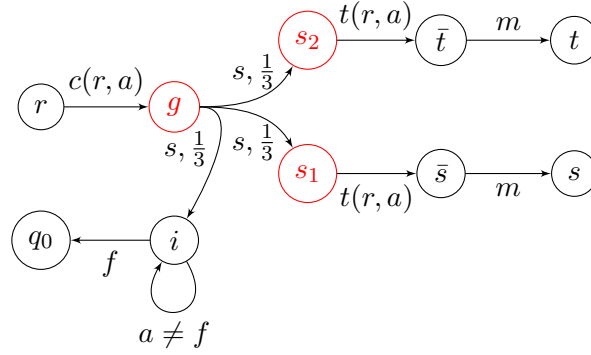 t(r, a) m
s₂ t̄ t
c(r, a) s, 1/3
r g
s, 1/3 s, 1/3
s₁ s̄ s
t(r, a) m
q₀ i
f
a ≠ f